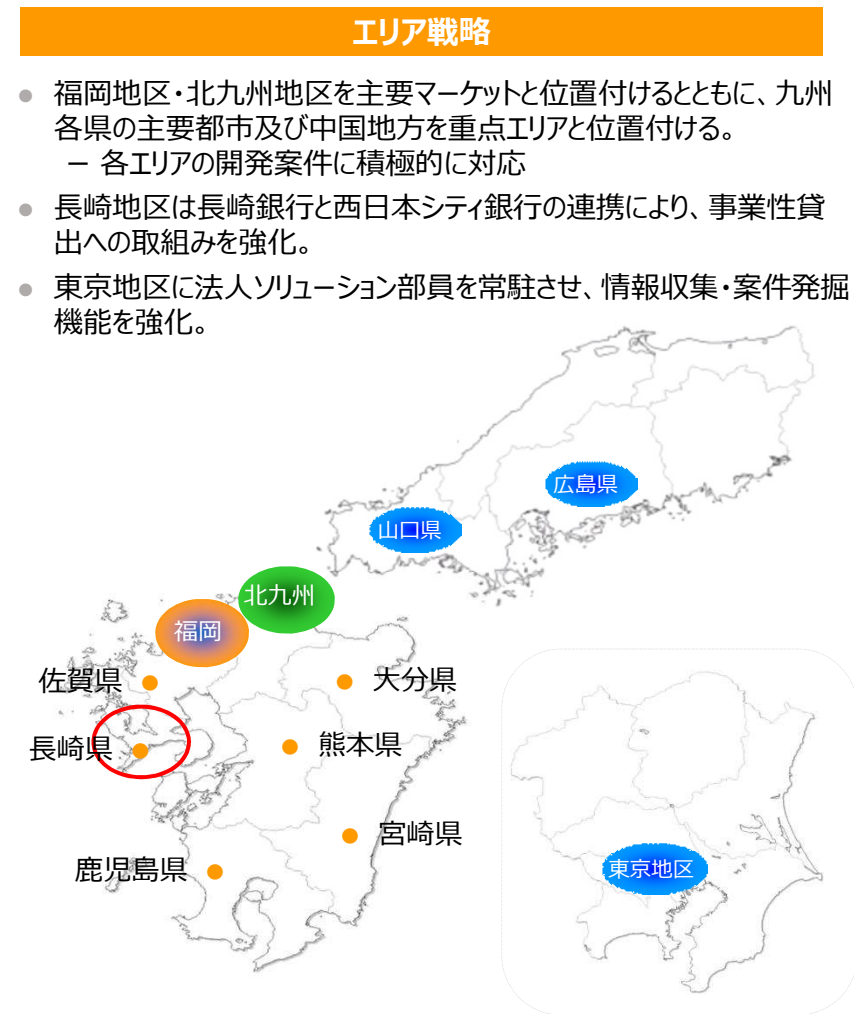 エリア戦略
● 福岡地区・北九州地区を主要マーケットと位置付けるとともに、九州
各県の主要都市及び中国地方を重点エリアと位置付ける。
― 各エリアの開発案件に積極的に対応
● 長崎地区は長崎銀行と西日本シティ銀行の連携により、事業性貸
出への取組みを強化。
● 東京地区に法人ソリューション部員を常駐させ、情報収集・案件発掘
機能を強化。
広島県
山口県
北九州
福岡
佐賀県
大分県
長崎県
熊本県
宮崎県
鹿児島県
東京地区